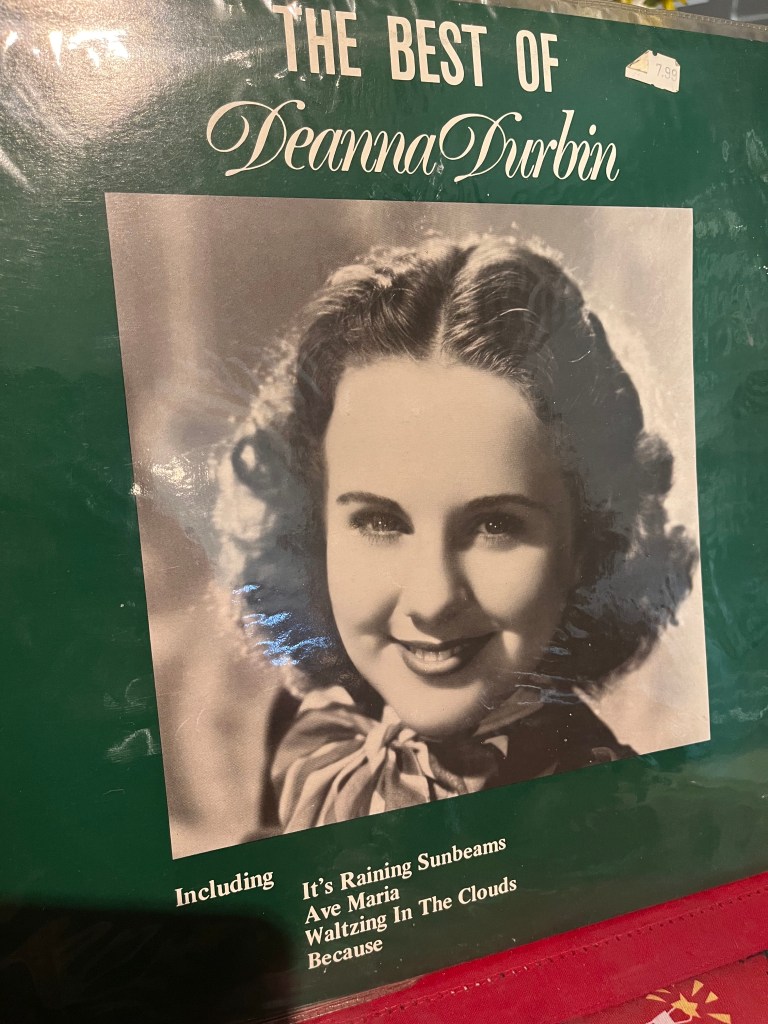 THE BEST OF
7.99
Deanna Durbin
Including
It's Raining Sunbeams
Ave Maria
Waltzing In The Clouds
Because